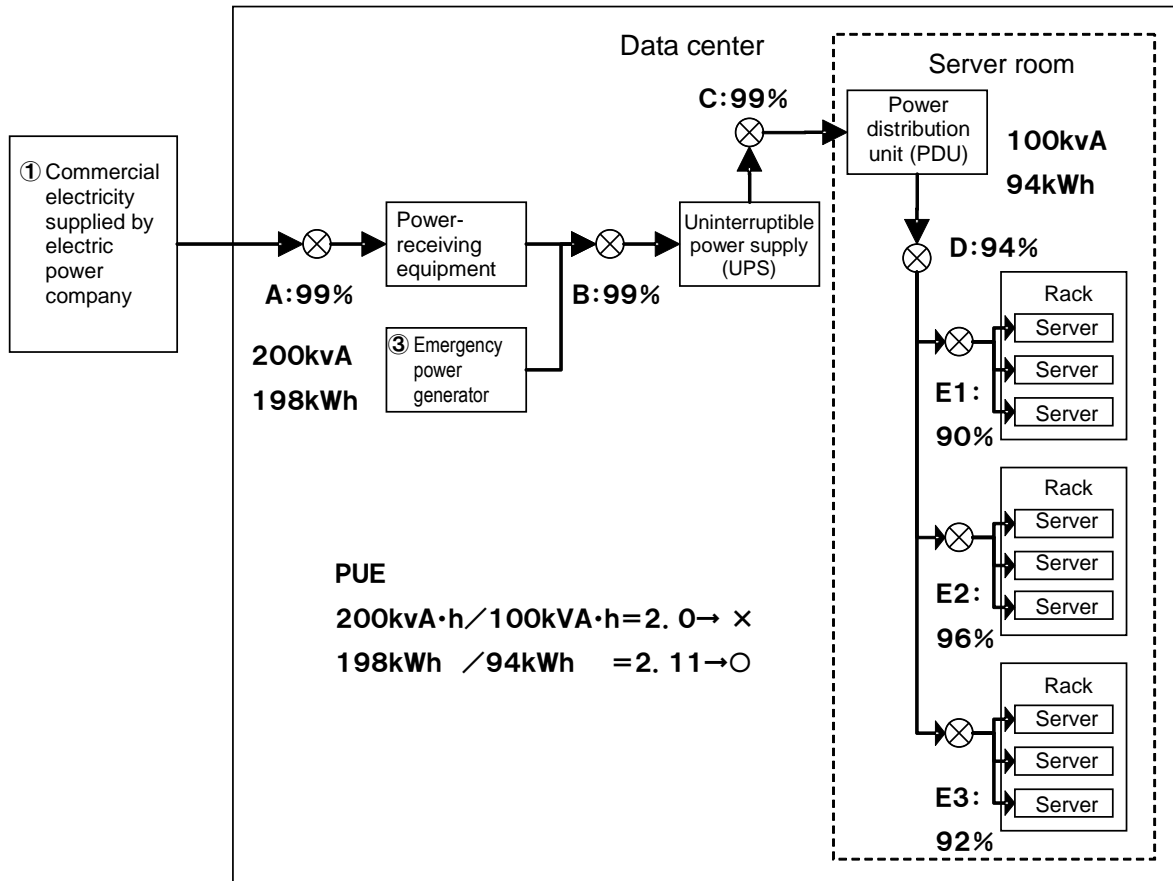 Data center
Server room
① Commercial
electricity
supplied by
electric
power
company
A:99%
200kvA
198kWh
Power-
receiving
equipment
③ Emergency
power
generator
B:99%
Uninterruptible
power supply
(UPS)
C:99%
Power
distribution
unit (PDU)
100kvA
94kWh
D:94%
Rack
Server
Server
Server
E1:
90%
Rack
Server
Server
Server
E2:
96%
Rack
Server
Server
Server
E3:
92%
PUE
200kvA・h／100kVA・h＝2. 0→ ×
198kWh ／94kWh ＝2. 11→○